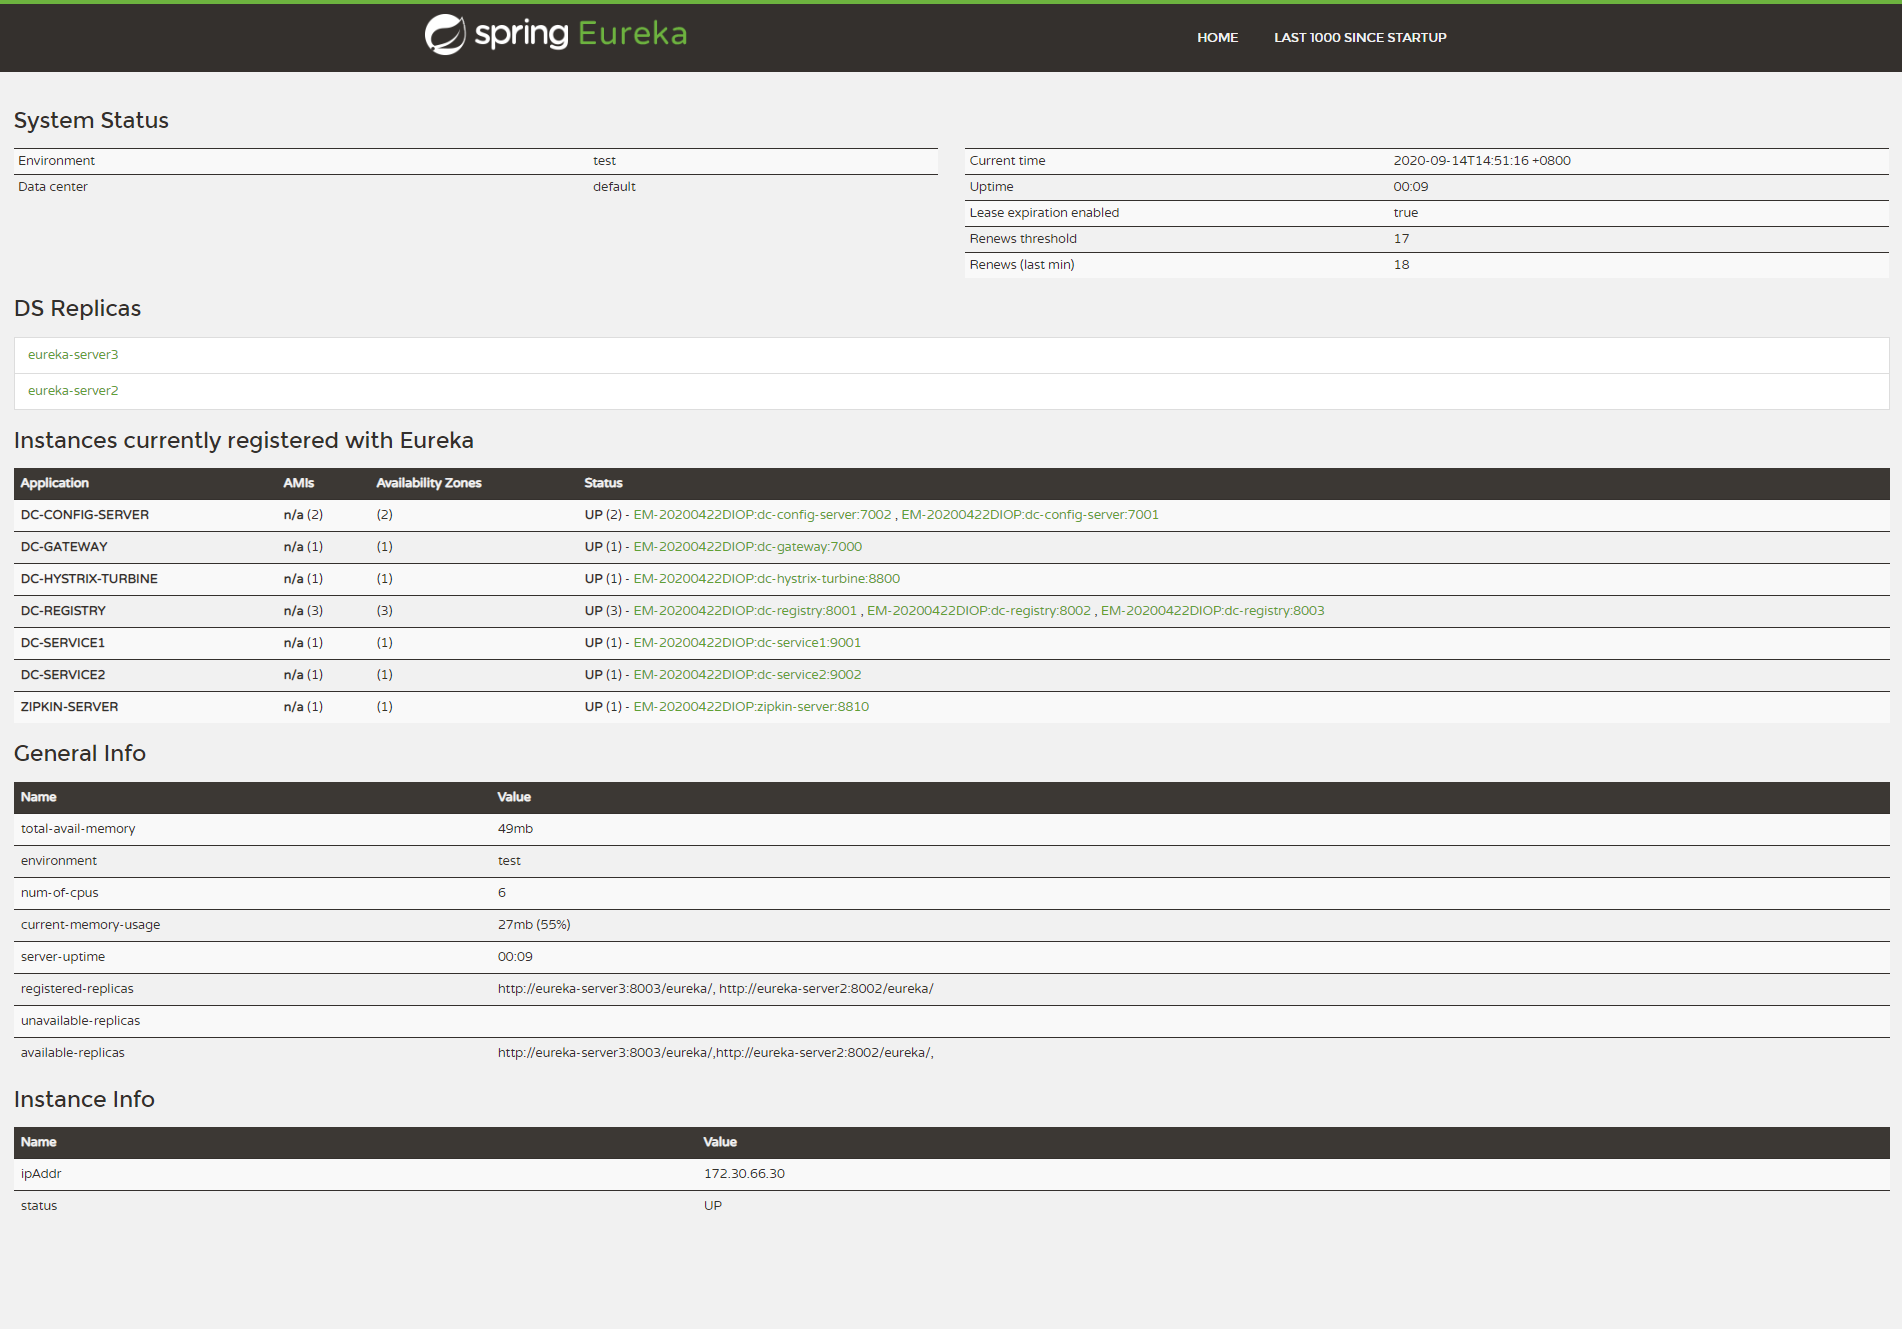 spring Eureka
HOME LAST 1000 SINCE STARTUP
System Status
Environment test
Data center default
Current time 2020-09-14T14:51:16 +0800
Uptime 00:09
Lease expiration enabled true
Renews threshold 17
Renews (last min) 18
DS Replicas
eureka-server3
eureka-server2
Instances currently registered with Eureka
Application AMIs Availability Zones Status
DC-CONFIG-SERVER n/a (2) (2) UP (2) - EM-20200422DIOP:dc-config-server:7002 , EM-20200422DIOP:dc-config-server:7001
DC-GATEWAY n/a (1) (1) UP (1) - EM-20200422DIOP:dc-gateway:7000
DC-HYSTRIX-TURBINE n/a (1) (1) UP (1) - EM-20200422DIOP:dc-hystrix-turbine:8800
DC-REGISTRY n/a (3) (3) UP (3) - EM-20200422DIOP:dc-registry:8001 , EM-20200422DIOP:dc-registry:8002 , EM-20200422DIOP:dc-registry:8003
DC-SERVICE1 n/a (1) (1) UP (1) - EM-20200422DIOP:dc-service1:9001
DC-SERVICE2 n/a (1) (1) UP (1) - EM-20200422DIOP:dc-service2:9002
ZIPKIN-SERVER n/a (1) (1) UP (1) - EM-20200422DIOP:zipkin-server:8810
General Info
Name Value
total-avail-memory 49mb
environment test
num-of-cpus 6
current-memory-usage 27mb (55%)
server-uptime 00:09
registered-replicas http://eureka-server3:8003/eureka/, http://eureka-server2:8002/eureka/
unavailable-replicas
available-replicas http://eureka-server3:8003/eureka/,http://eureka-server2:8002/eureka/,
Instance Info
Name Value
ipAddr 172.30.66.30
status UP